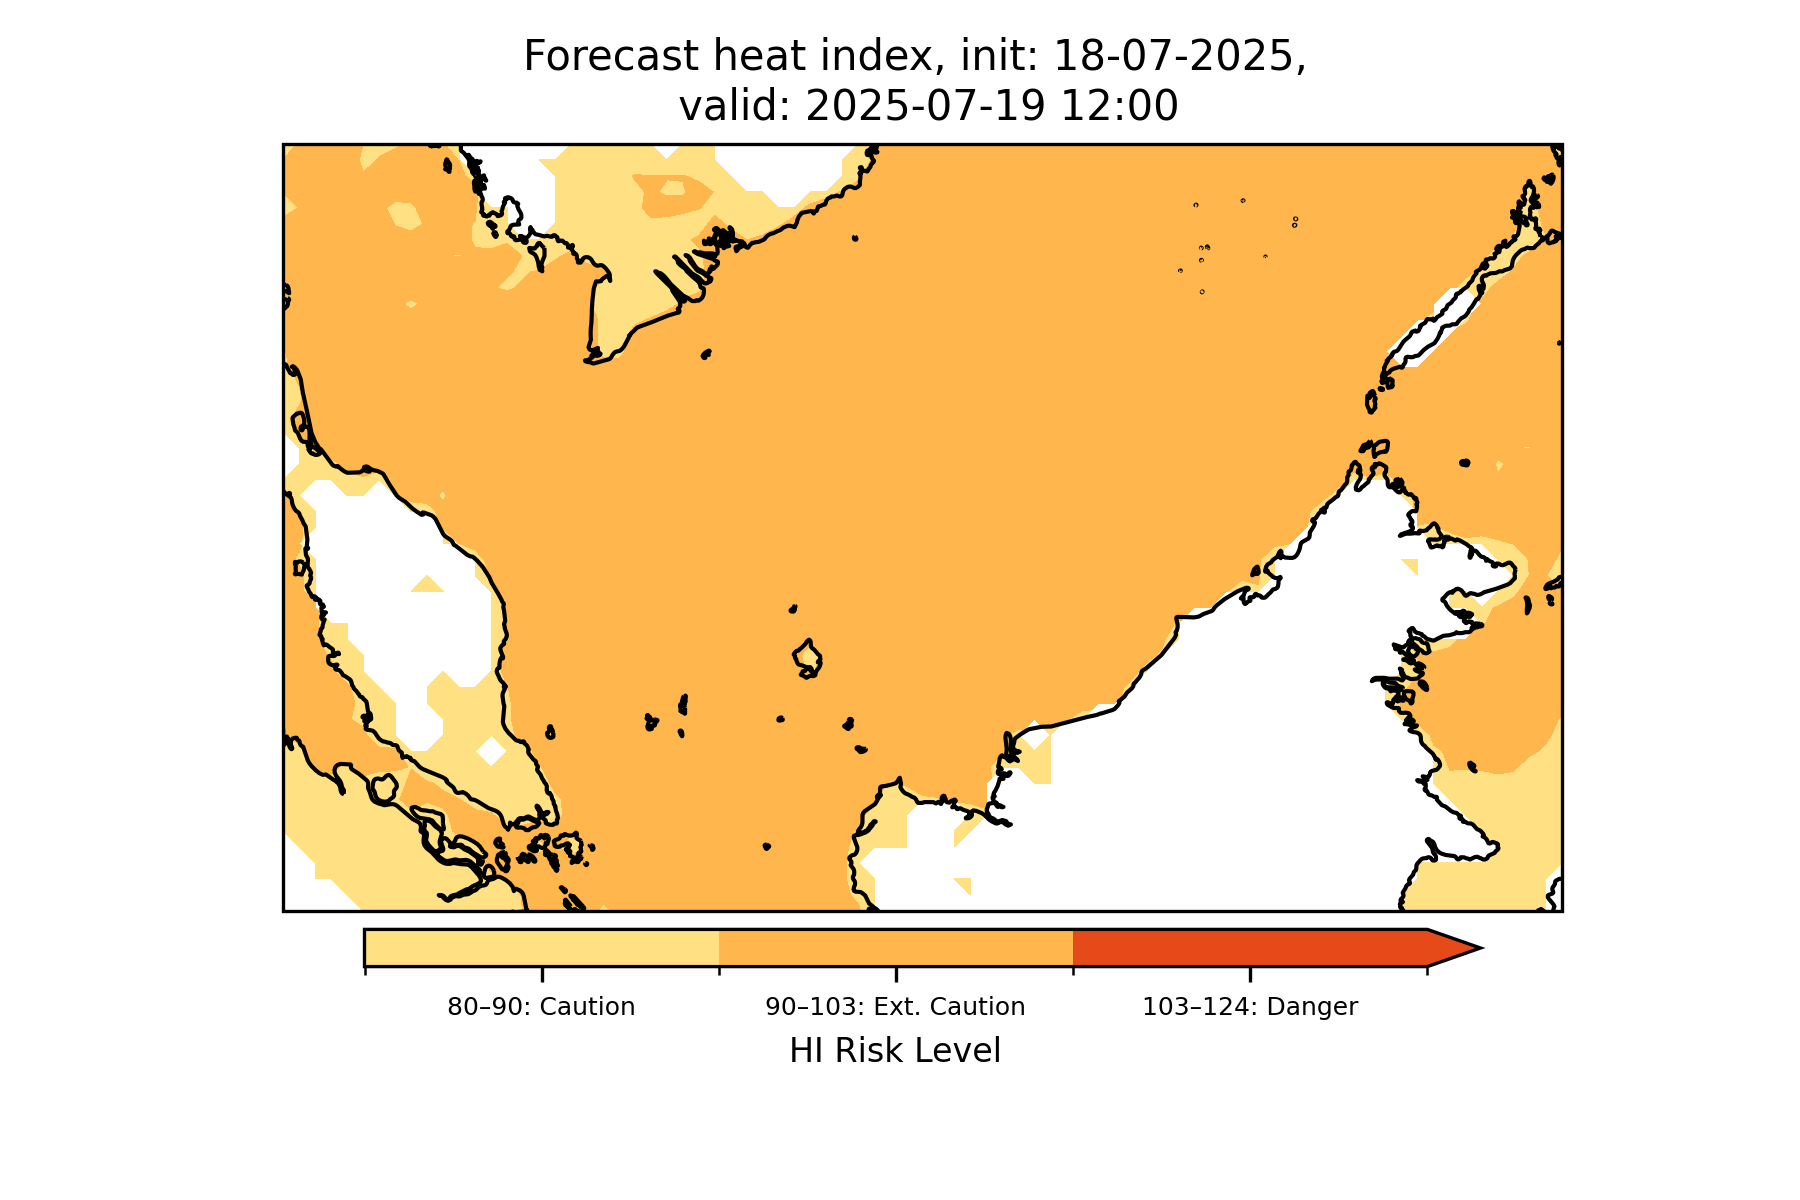 Forecast heat index, init: 18-07-2025,
valid: 2025-07-19 12:00
80–90: Caution
90–103: Ext. Caution
103–124: Danger
HI Risk Level